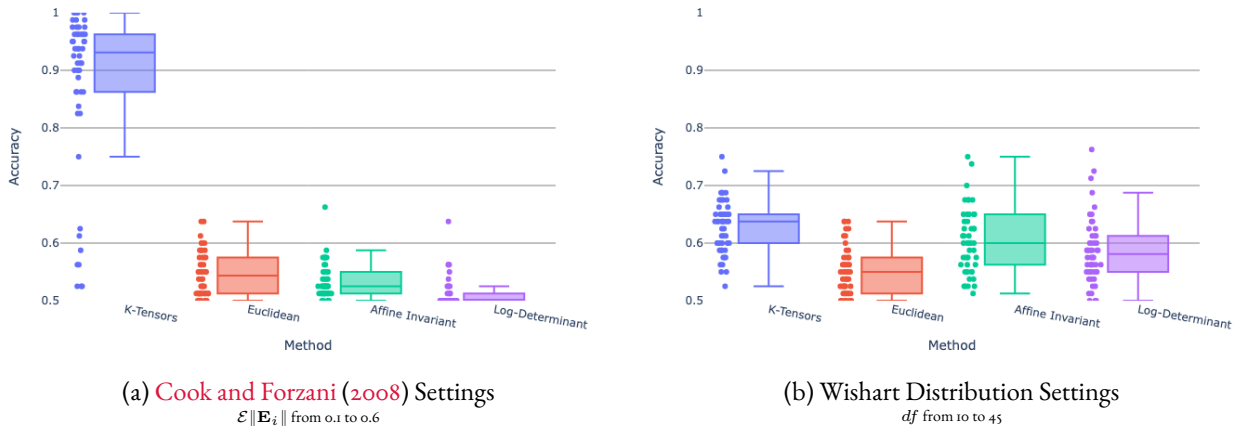 1
0.9
0.8
0.7
0.6
0.5
Accuracy
K-Tensors
Euclidean
Affine Invariant
Log-Determinant
Method
(a) Cook and Forzani (2008) Settings
ℰ‖𝐄ᵢ‖ from 0.1 to 0.6
1
0.9
0.8
0.7
0.6
0.5
Accuracy
K-Tensors
Euclidean
Affine Invariant
Log-Determinant
Method
(b) Wishart Distribution Settings
df from 10 to 45